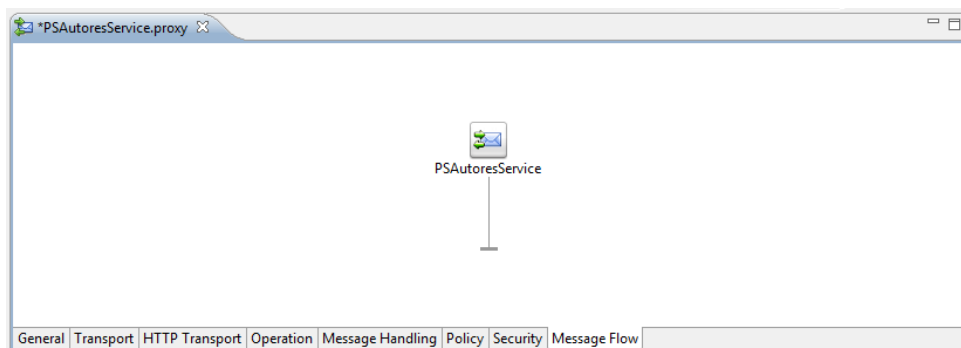 *PSAutoresService.proxy
PSAutoresService
General Transport HTTP Transport Operation Message Handling Policy Security Message Flow